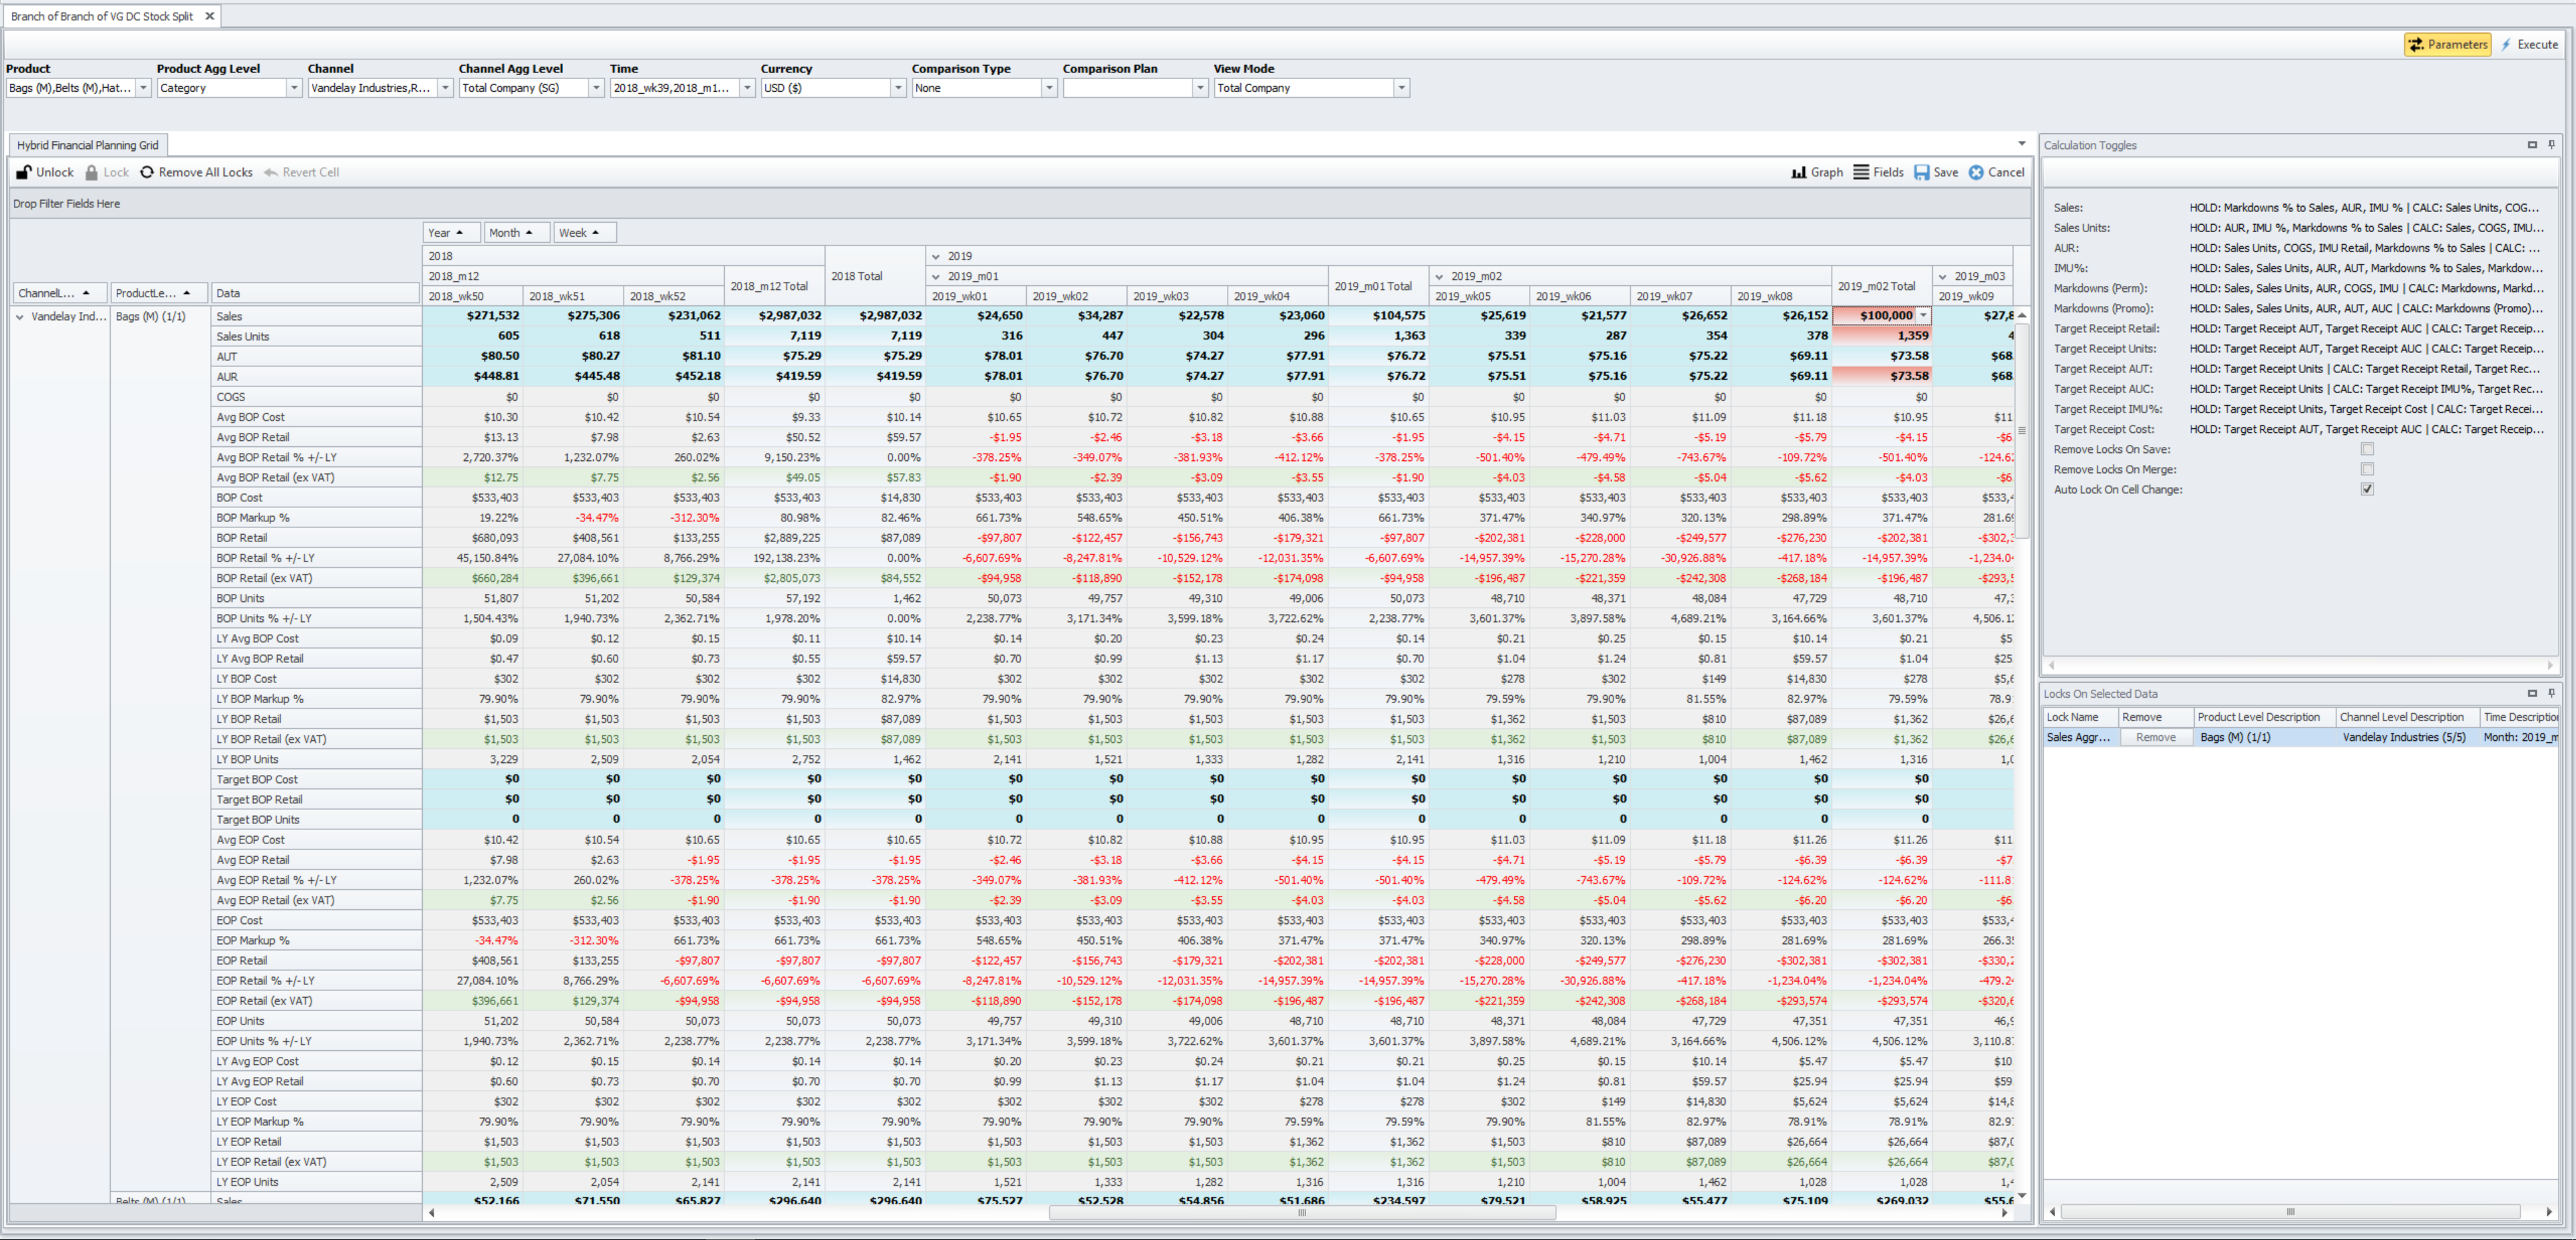 Branch of Branch of VG DC Stock Split
Parameters Execute
Product Product Agg Level Channel Channel Agg Level Time Currency Comparison Type Comparison Plan View Mode
Bags (M),Belts (M),Hat... Category Vandelay Industries,R... Total Company (SG) 2018_wk39,2018_m1... USD ($) None Total Company
Hybrid Financial Planning Grid
Unlock Lock Remove All Locks Revert Cell Graph Fields Save Cancel
Drop Filter Fields Here
Year Month Week
2018 2018 Total 2019
2018_m12 2018_m12 Total 2019_m01 2019_m01 Total 2019_m02 2019_m02 Total 2019_m03
ChannelL... ProductLe... Data 2018_wk50 2018_wk51 2018_wk52 2019_wk01 2019_wk02 2019_wk03 2019_wk04 2019_wk05 2019_wk06 2019_wk07 2019_wk08 2019_wk09
Vandelay Ind... Bags (M) (1/1) Sales $271,532 $275,306 $231,062 $2,987,032 $2,987,032 $24,650 $34,287 $22,578 $23,060 $104,575 $25,619 $21,577 $26,652 $26,152 $100,000 $27,8
Sales Units 605 618 511 7,119 7,119 316 447 304 296 1,363 339 287 354 378 1,359 4
AUT $80.50 $80.27 $81.10 $75.29 $75.29 $78.01 $76.70 $74.27 $77.91 $76.72 $75.51 $75.16 $75.22 $69.11 $73.58 $68.
AUR $448.81 $445.48 $452.18 $419.59 $419.59 $78.01 $76.70 $74.27 $77.91 $76.72 $75.51 $75.16 $75.22 $69.11 $73.58 $68.
COGS $0 $0 $0 $0 $0 $0 $0 $0 $0 $0 $0 $0 $0 $0 $0
Avg BOP Cost $10.30 $10.42 $10.54 $9.33 $10.14 $10.65 $10.72 $10.82 $10.88 $10.65 $10.95 $11.03 $11.09 $11.18 $10.95 $11
Avg BOP Retail $13.13 $7.98 $2.63 $50.52 $59.57 -$1.95 -$2.46 -$3.18 -$3.66 -$1.95 -$4.15 -$4.71 -$5.19 -$5.79 -$4.15 -$6
Avg BOP Retail % +/-LY 2,720.37% 1,232.07% 260.02% 9,150.23% 0.00% -378.25% -349.07% -381.93% -412.12% -378.25% -501.40% -479.49% -743.67% -109.72% -501.40% -124.6
Avg BOP Retail (ex VAT) $12.75 $7.75 $2.56 $49.05 $57.83 -$1.90 -$2.39 -$3.09 -$3.55 -$1.90 -$4.03 -$4.58 -$5.04 -$5.62 -$4.03 -$6
BOP Cost $533,403 $533,403 $533,403 $533,403 $14,830 $533,403 $533,403 $533,403 $533,403 $533,403 $533,403 $533,403 $533,403 $533,403 $533,403 $533,4
BOP Markup % 19.22% -34.47% -312.30% 80.98% 82.46% 661.73% 548.65% 450.51% 406.38% 661.73% 371.47% 340.97% 320.13% 298.89% 371.47% 281.69
BOP Retail $680,093 $408,561 $133,255 $2,889,225 $87,089 -$97,807 -$122,457 -$156,743 -$179,321 -$97,807 -$202,381 -$228,000 -$249,577 -$276,230 -$202,381 -$302,3
BOP Retail % +/-LY 45,150.84% 27,084.10% 8,766.29% 192,138.23% 0.00% -6,607.69% -8,247.81% -10,529.12% -12,031.35% -6,607.69% -14,957.39% -15,270.28% -30,926.88% -417.18% -14,957.39% -1,234.04
BOP Retail (ex VAT) $660,284 $396,661 $129,374 $2,805,073 $84,552 -$94,958 -$118,890 -$152,178 -$174,098 -$94,958 -$196,487 -$221,359 -$242,308 -$268,184 -$196,487 -$293,5
BOP Units 51,807 51,202 50,584 57,192 1,462 50,073 49,757 49,310 49,006 50,073 48,710 48,371 48,084 47,729 48,710 47,3
BOP Units % +/-LY 1,504.43% 1,940.73% 2,362.71% 1,978.20% 0.00% 2,238.77% 3,171.34% 3,599.18% 3,722.62% 2,238.77% 3,601.37% 3,897.58% 4,689.21% 3,164.66% 3,601.37% 4,506.1
LY Avg BOP Cost $0.09 $0.12 $0.15 $0.11 $10.14 $0.14 $0.20 $0.23 $0.24 $0.14 $0.21 $0.25 $0.15 $10.14 $0.21 $5
LY Avg BOP Retail $0.47 $0.60 $0.73 $0.55 $59.57 $0.70 $0.99 $1.13 $1.17 $0.70 $1.04 $1.24 $0.81 $59.57 $1.04 $25
LY BOP Cost $302 $302 $302 $302 $14,830 $302 $302 $302 $302 $302 $278 $302 $149 $14,830 $278 $5,6
LY BOP Markup % 79.90% 79.90% 79.90% 79.90% 82.97% 79.90% 79.90% 79.90% 79.90% 79.90% 79.59% 79.90% 81.55% 82.97% 79.59% 78.9
LY BOP Retail $1,503 $1,503 $1,503 $1,503 $87,089 $1,503 $1,503 $1,503 $1,503 $1,503 $1,362 $1,503 $810 $87,089 $1,362 $26,6
LY BOP Retail (ex VAT) $1,503 $1,503 $1,503 $1,503 $87,089 $1,503 $1,503 $1,503 $1,503 $1,503 $1,362 $1,503 $810 $87,089 $1,362 $26,6
LY BOP Units 3,229 2,509 2,054 2,752 1,462 2,141 1,521 1,333 1,282 2,141 1,316 1,210 1,004 1,462 1,316 1,0
Target BOP Cost $0 $0 $0 $0 $0 $0 $0 $0 $0 $0 $0 $0 $0 $0 $0
Target BOP Retail $0 $0 $0 $0 $0 $0 $0 $0 $0 $0 $0 $0 $0 $0 $0
Target BOP Units 0 0 0 0 0 0 0 0 0 0 0 0 0 0 0
Avg EOP Cost $10.42 $10.54 $10.65 $10.65 $10.65 $10.72 $10.82 $10.88 $10.95 $10.95 $11.03 $11.09 $11.18 $11.26 $11.26 $11
Avg EOP Retail $7.98 $2.63 -$1.95 -$1.95 -$1.95 -$2.46 -$3.18 -$3.66 -$4.15 -$4.15 -$4.71 -$5.19 -$5.79 -$6.39 -$6.39 -$7
Avg EOP Retail % +/-LY 1,232.07% 260.02% -378.25% -378.25% -378.25% -349.07% -381.93% -412.12% -501.40% -501.40% -479.49% -743.67% -109.72% -124.62% -124.62% -111.8
Avg EOP Retail (ex VAT) $7.75 $2.56 -$1.90 -$1.90 -$1.90 -$2.39 -$3.09 -$3.55 -$4.03 -$4.03 -$4.58 -$5.04 -$5.62 -$6.20 -$6.20 -$6
EOP Cost $533,403 $533,403 $533,403 $533,403 $533,403 $533,403 $533,403 $533,403 $533,403 $533,403 $533,403 $533,403 $533,403 $533,403 $533,403 $533,4
EOP Markup % -34.47% -312.30% 661.73% 661.73% 661.73% 548.65% 450.51% 406.38% 371.47% 371.47% 340.97% 320.13% 298.89% 281.69% 281.69% 266.3
EOP Retail $408,561 $133,255 -$97,807 -$97,807 -$97,807 -$122,457 -$156,743 -$179,321 -$202,381 -$202,381 -$228,000 -$249,577 -$276,230 -$302,381 -$302,381 -$330,2
EOP Retail % +/-LY 27,084.10% 8,766.29% -6,607.69% -6,607.69% -6,607.69% -8,247.81% -10,529.12% -12,031.35% -14,957.39% -14,957.39% -15,270.28% -30,926.88% -417.18% -1,234.04% -1,234.04% -479.2
EOP Retail (ex VAT) $396,661 $129,374 -$94,958 -$94,958 -$94,958 -$118,890 -$152,178 -$174,098 -$196,487 -$196,487 -$221,359 -$242,308 -$268,184 -$293,574 -$293,574 -$320,6
EOP Units 51,202 50,584 50,073 50,073 50,073 49,757 49,310 49,006 48,710 48,710 48,371 48,084 47,729 47,351 47,351 46,9
EOP Units % +/-LY 1,940.73% 2,362.71% 2,238.77% 2,238.77% 2,238.77% 3,171.34% 3,599.18% 3,722.62% 3,601.37% 3,601.37% 3,897.58% 4,689.21% 3,164.66% 4,506.12% 4,506.12% 3,110.8
LY Avg EOP Cost $0.12 $0.15 $0.14 $0.14 $0.14 $0.20 $0.23 $0.24 $0.21 $0.21 $0.25 $0.15 $10.14 $5.47 $5.47 $10
LY Avg EOP Retail $0.60 $0.73 $0.70 $0.70 $0.70 $0.99 $1.13 $1.17 $1.04 $1.04 $1.24 $0.81 $59.57 $25.94 $25.94 $59
LY EOP Cost $302 $302 $302 $302 $302 $302 $302 $302 $278 $278 $302 $149 $14,830 $5,624 $5,624 $14,8
LY EOP Markup % 79.90% 79.90% 79.90% 79.90% 79.90% 79.90% 79.90% 79.90% 79.59% 79.59% 79.90% 81.55% 82.97% 78.91% 78.91% 82.9
LY EOP Retail $1,503 $1,503 $1,503 $1,503 $1,503 $1,503 $1,503 $1,503 $1,362 $1,362 $1,503 $810 $87,089 $26,664 $26,664 $87,0
LY EOP Retail (ex VAT) $1,503 $1,503 $1,503 $1,503 $1,503 $1,503 $1,503 $1,503 $1,362 $1,362 $1,503 $810 $87,089 $26,664 $26,664 $87,0
LY EOP Units 2,509 2,054 2,141 2,141 2,141 1,521 1,333 1,282 1,316 1,316 1,210 1,004 1,462 1,028 1,028 1,4
Belts (M) (1/1) Sales $52,166 $71,550 $65,827 $296,640 $296,640 $75,527 $52,528 $54,856 $51,686 $234,597 $79,521 $58,925 $55,477 $75,109 $269,032 $55,6
Calculation Toggles
Sales: HOLD: Markdowns % to Sales, AUR, IMU % | CALC: Sales Units, COG...
Sales Units: HOLD: AUR, IMU %, Markdowns % to Sales | CALC: Sales, COGS, IMU...
AUR: HOLD: Sales Units, COGS, IMU Retail, Markdowns % to Sales | CALC: ...
IMU%: HOLD: Sales, Sales Units, AUR, AUT, Markdowns % to Sales, Markdow...
Markdowns (Perm): HOLD: Sales, Sales Units, AUR, COGS, IMU | CALC: Markdowns, Markd...
Markdowns (Promo): HOLD: Sales, Sales Units, AUR, AUT, AUC | CALC: Markdowns (Promo)...
Target Receipt Retail: HOLD: Target Receipt AUT, Target Receipt AUC | CALC: Target Receip...
Target Receipt Units: HOLD: Target Receipt AUT, Target Receipt AUC | CALC: Target Receip...
Target Receipt AUT: HOLD: Target Receipt Units | CALC: Target Receipt Retail, Target Rec...
Target Receipt AUC: HOLD: Target Receipt Units | CALC: Target Receipt IMU%, Target Rec...
Target Receipt IMU%: HOLD: Target Receipt Units, Target Receipt Cost | CALC: Target Recei...
Target Receipt Cost: HOLD: Target Receipt AUT, Target Receipt AUC | CALC: Target Receip...
Remove Locks On Save:
Remove Locks On Merge:
Auto Lock On Cell Change:
Locks On Selected Data
Lock Name Remove Product Level Description Channel Level Description Time Description
Sales Aggr... Remove Bags (M) (1/1) Vandelay Industries (5/5) Month: 2019_m